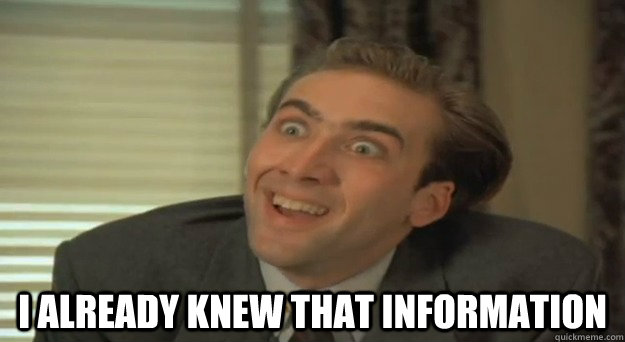 I ALREADY KNEW THAT INFORMATION
quickmeme.com